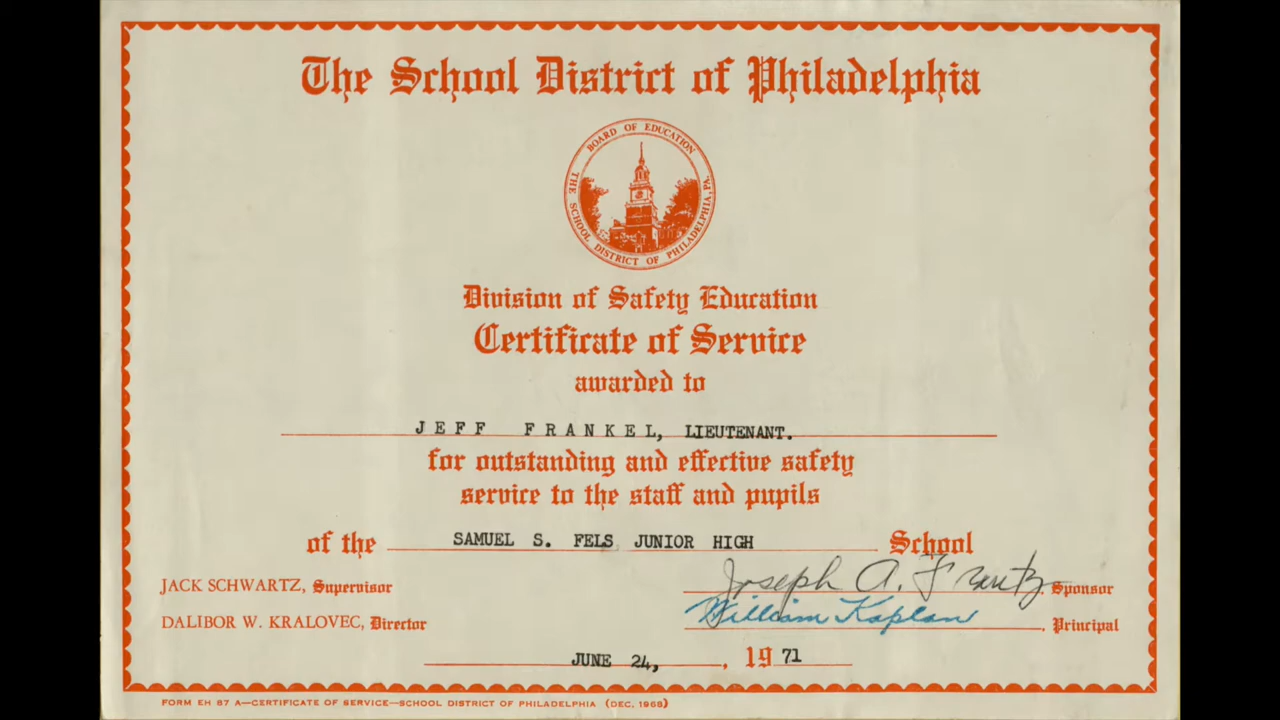 The School District of Philadelphia
BOARD OF EDUCATION
THE SCHOOL DISTRICT OF PHILADELPHIA, PA.
Division of Safety Education
Certificate of Service
awarded to
JEFF FRANKEL, LIEUTENANT.
for outstanding and effective safety
service to the staff and pupils
of the SAMUEL S. FELS JUNIOR HIGH School
JACK SCHWARTZ, Supervisor Joseph A. Frantz. Sponsor
DALIBOR W. KRALOVEC, Director William Kaplan, Principal
JUNE 24, , 1971
FORM EH 87 A—CERTIFICATE OF SERVICE—SCHOOL DISTRICT OF PHILADELPHIA (DEC. 1968)